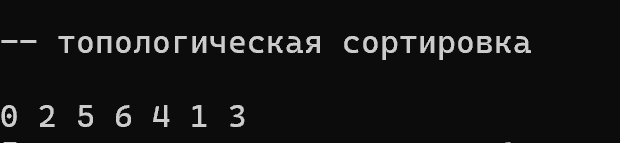 -- топологическая сортировка
0 2 5 6 4 1 3